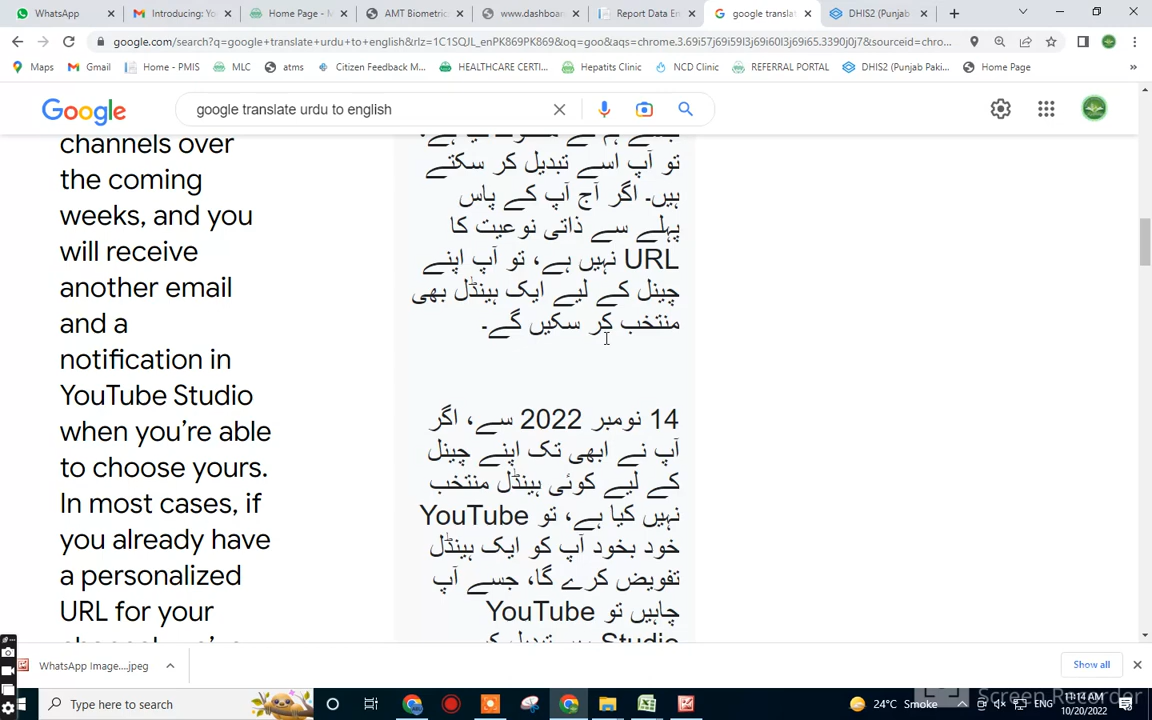 WhatsApp
Introducing: Yo
Home Page - M
AMT Biometric
www.dashboar
Report Data En
google translat
DHIS2 (Punjab
google.com/search?q=google+translate+urdu+to+english&rlz=1C1SQJL_enPK869PK869&oq=goo&aqs=chrome.3.69i57j69i59l3j69i60l3j69i65.3390j0j7&sourceid=chro...
Maps
Gmail
Home - PMIS
MLC
atms
Citizen Feedback M...
HEALTHCARE CERTI...
Hepatits Clinic
NCD Clinic
REFERRAL PORTAL
DHIS2 (Punjab Paki...
Home Page
Google
google translate urdu to english
channels over
the coming
weeks, and you
will receive
another email
and a
notification in
YouTube Studio
when you’re able
to choose yours.
In most cases, if
you already have
a personalized
URL for your
تو آپ اسے تبدیل کر سکتے
ہیں۔ اگر آج آپ کے پاس
پہلے سے ذاتی نوعیت کا
URL نہیں ہے، تو آپ اپنے
چینل کے لیے ایک ہینڈل بھی
منتخب کر سکیں گے۔
14 نومبر 2022 سے، اگر
آپ نے ابھی تک اپنے چینل
کے لیے کوئی ہینڈل منتخب
نہیں کیا ہے، تو YouTube
خود بخود آپ کو ایک ہینڈل
تفویض کرے گا، جسے آپ
چاہیں تو YouTube
Studio میں تبدیل کر
WhatsApp Image....jpeg
Show all
Type here to search
24°C Smoke
ENG
11:14 AM
10/20/2022
Screen Recorder